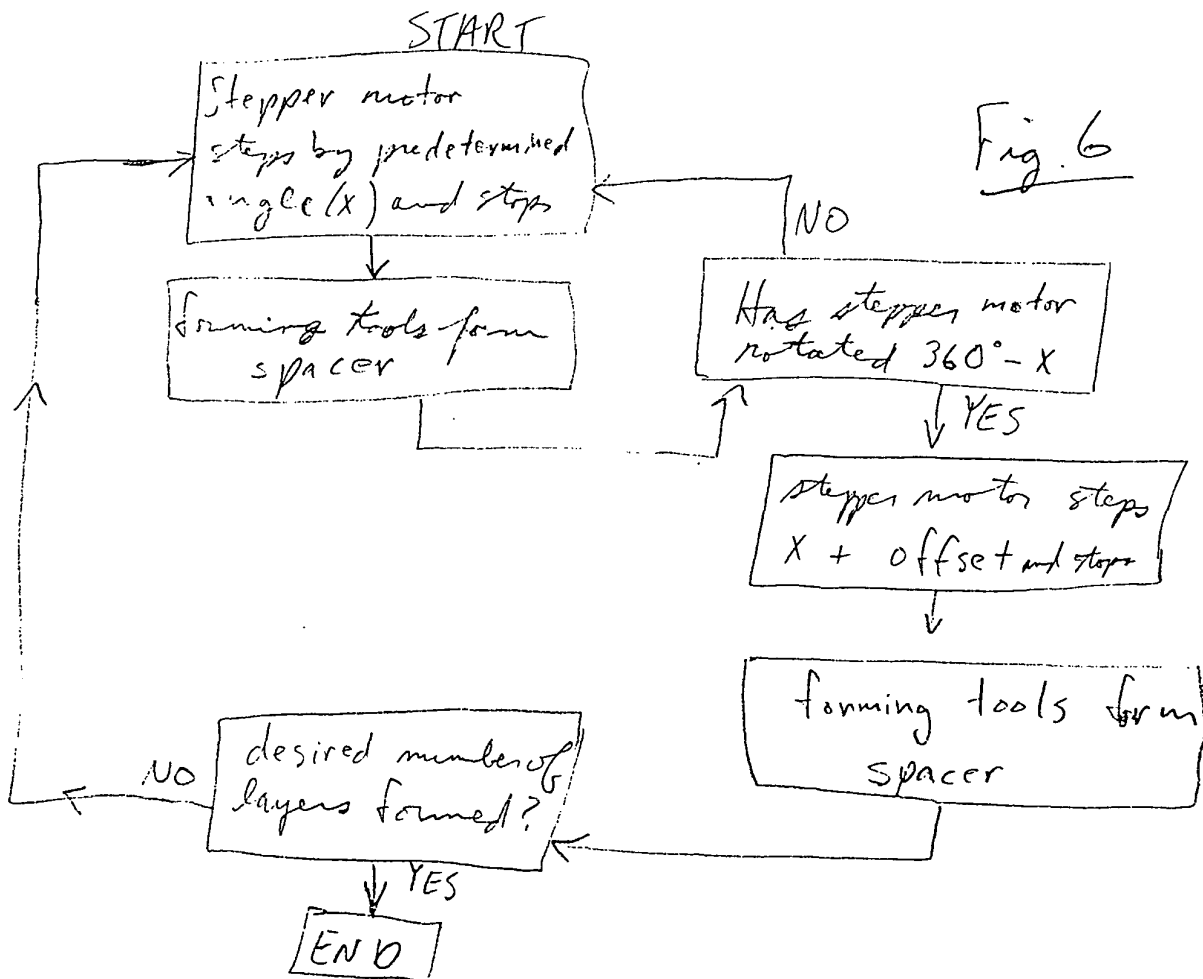 START
Stepper motor
steps by predetermined
angle (x) and stops
Fig. 6
NO
forming tools form
spacer
Has stepper motor
rotated 360° - x
YES
stepper motor steps
x + offset and stops
forming tools form
spacer
desired number of
layers formed?
NO
YES
END